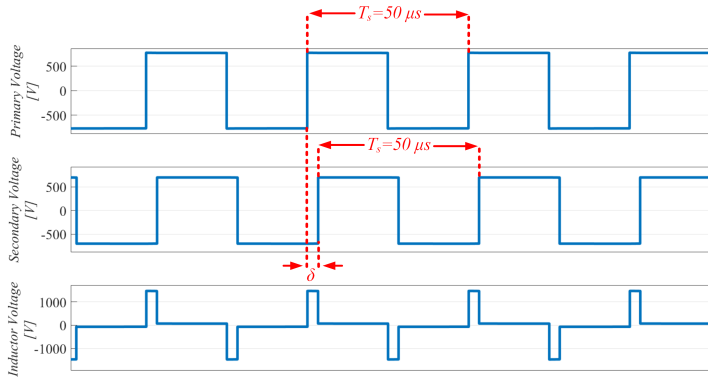 T_s=50 μs
Primary Voltage
[V]
500
0
-500
T_s=50 μs
Secondary Voltage
[V]
500
0
-500
δ
Inductor Voltage
[V]
1000
0
-1000